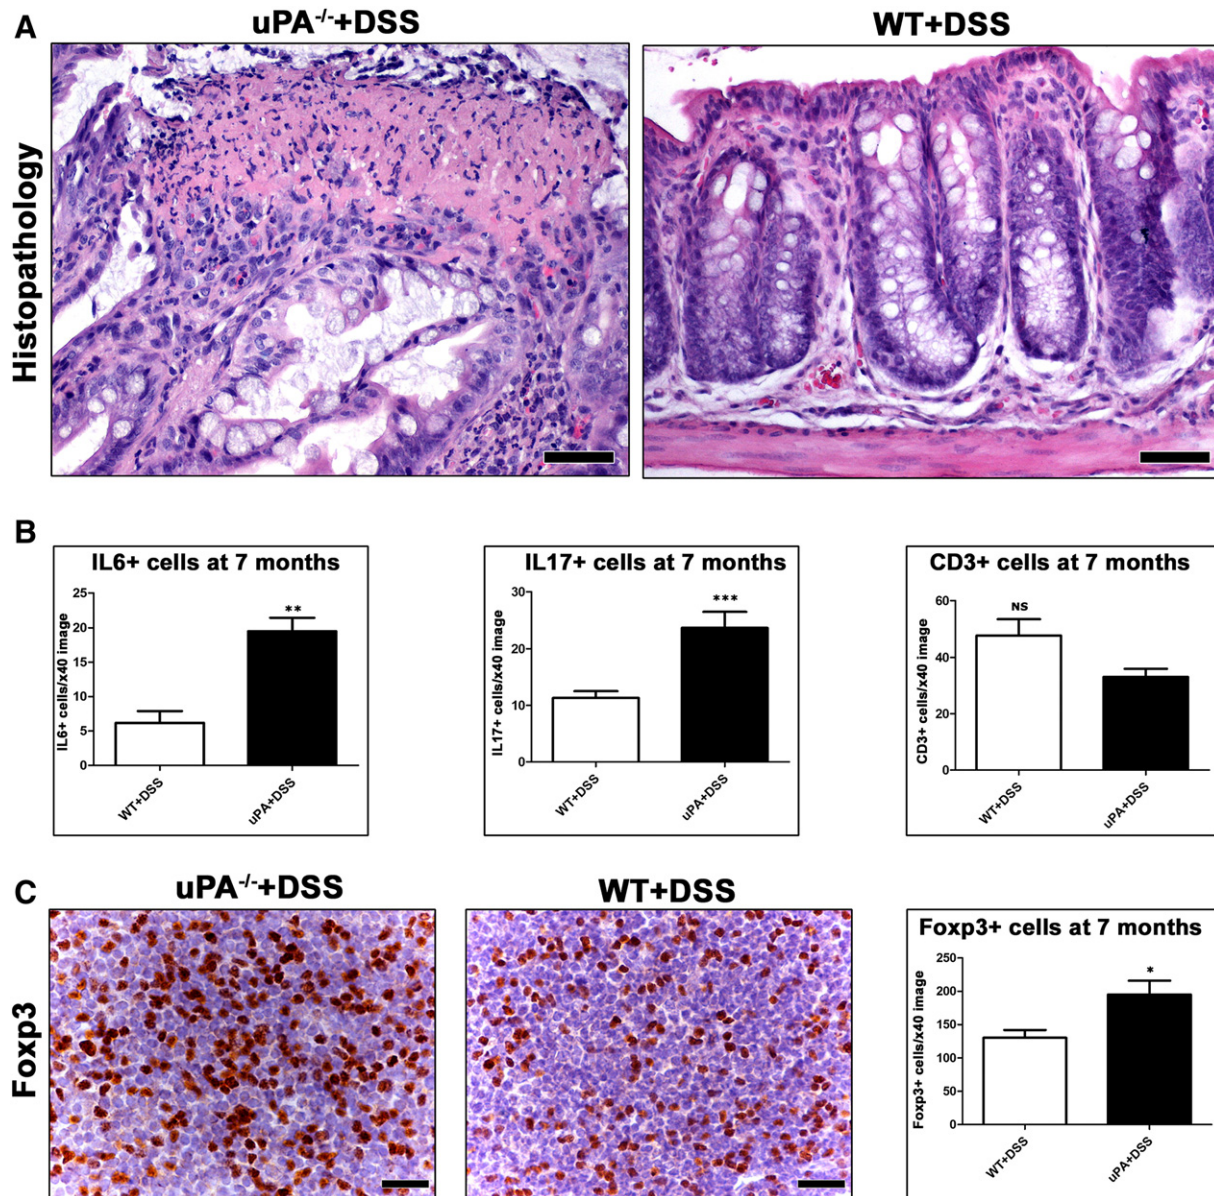 A
uPA-/-+DSS
WT+DSS
Histopathology
B
IL6+ cells at 7 months
IL6+ cells/x40 image
25
20
15
10
5
0
**
WT+DSS
uPA+DSS
IL17+ cells at 7 months
IL17+ cells/x40 image
30
20
10
0
***
WT+DSS
uPA+DSS
CD3+ cells at 7 months
CD3+ cells/x40 image
60
40
20
0
NS
WT+DSS
uPA+DSS
C
uPA-/-+DSS
WT+DSS
Foxp3
Foxp3+ cells at 7 months
Foxp3+ cells/x40 image
250
200
150
100
50
0
*
WT+DSS
uPA+DSS